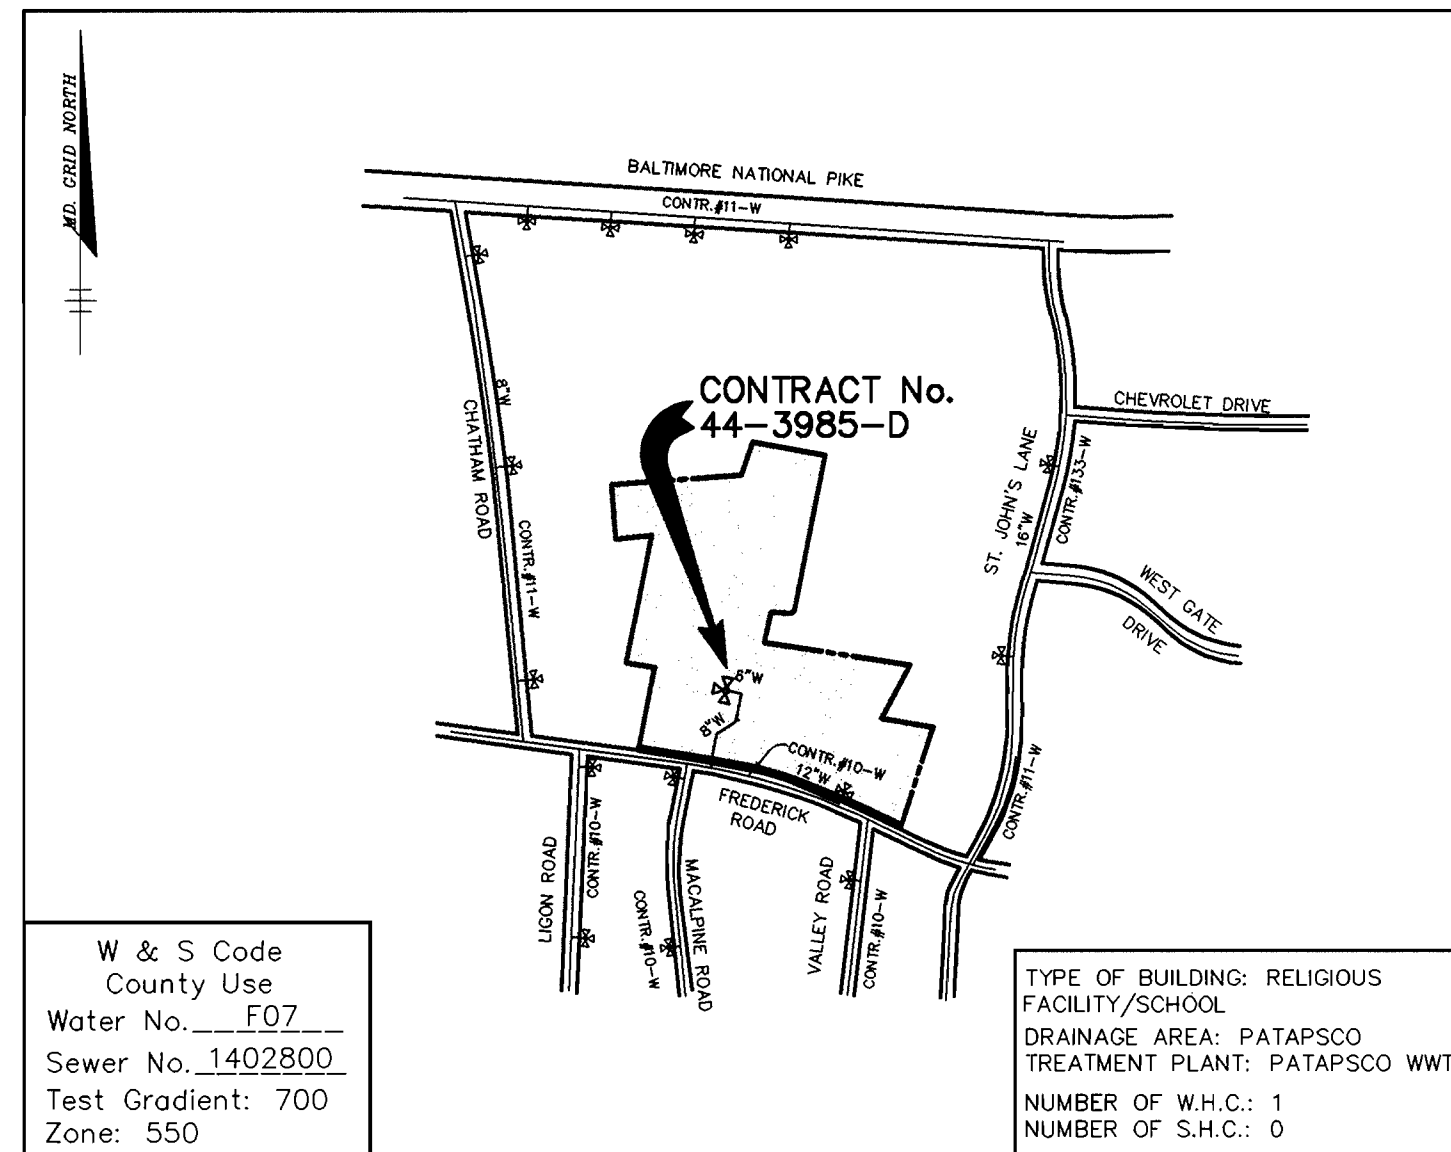 MD. GRID NORTH
BALTIMORE NATIONAL PIKE
CONTR.#11-W
8"W
CHATHAM ROAD
CONTR.#11-W
CONTRACT No.
44-3985-D
CHEVROLET DRIVE
ST. JOHN'S LANE
16"W
CONTR.#133-W
WEST GATE
DRIVE
6"W
8"W
CONTR.#10-W
12"W
FREDERICK
ROAD
CONTR.#11-W
LIGON ROAD
CONTR.#10-W
CONTR.#10-W
MACALPINE ROAD
VALLEY ROAD
CONTR.#10-W
W & S Code
County Use
Water No. F07
Sewer No. 1402800
Test Gradient: 700
Zone: 550
TYPE OF BUILDING: RELIGIOUS
FACILITY/SCHOOL
DRAINAGE AREA: PATAPSCO
TREATMENT PLANT: PATAPSCO WWT
NUMBER OF W.H.C.: 1
NUMBER OF S.H.C.: 0